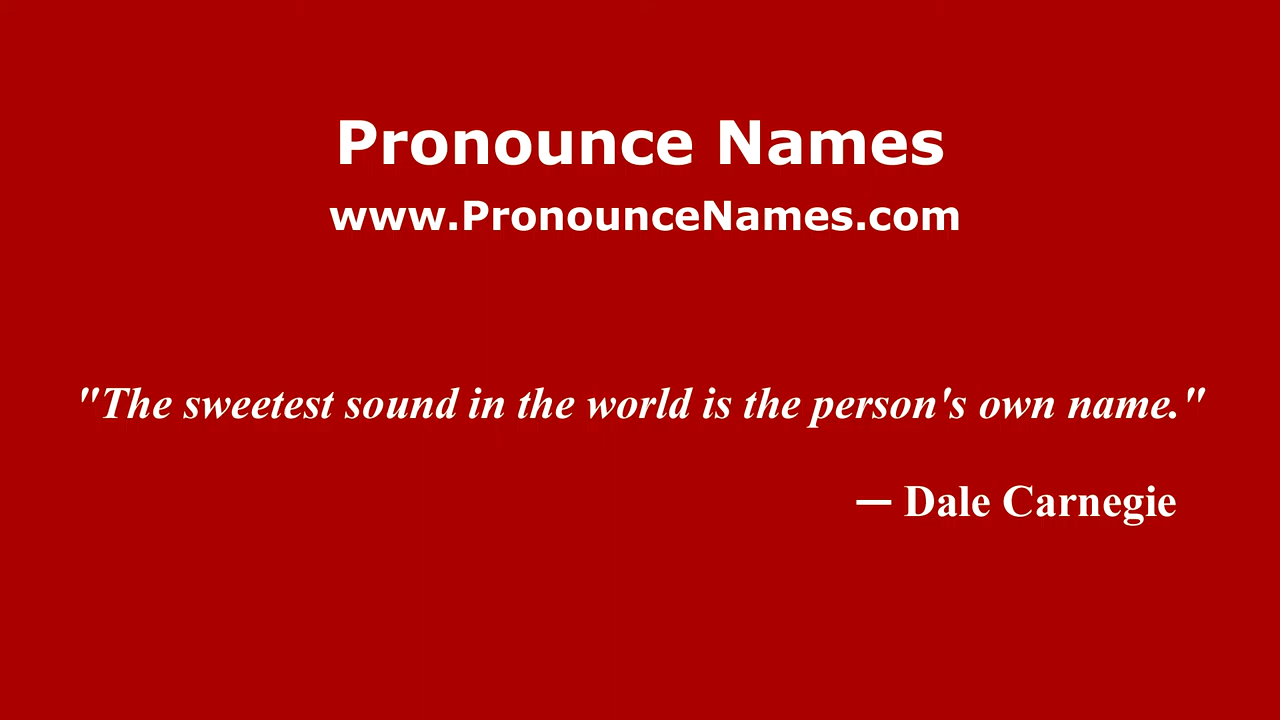 Pronounce Names
www.PronounceNames.com
"The sweetest sound in the world is the person's own name."
— Dale Carnegie